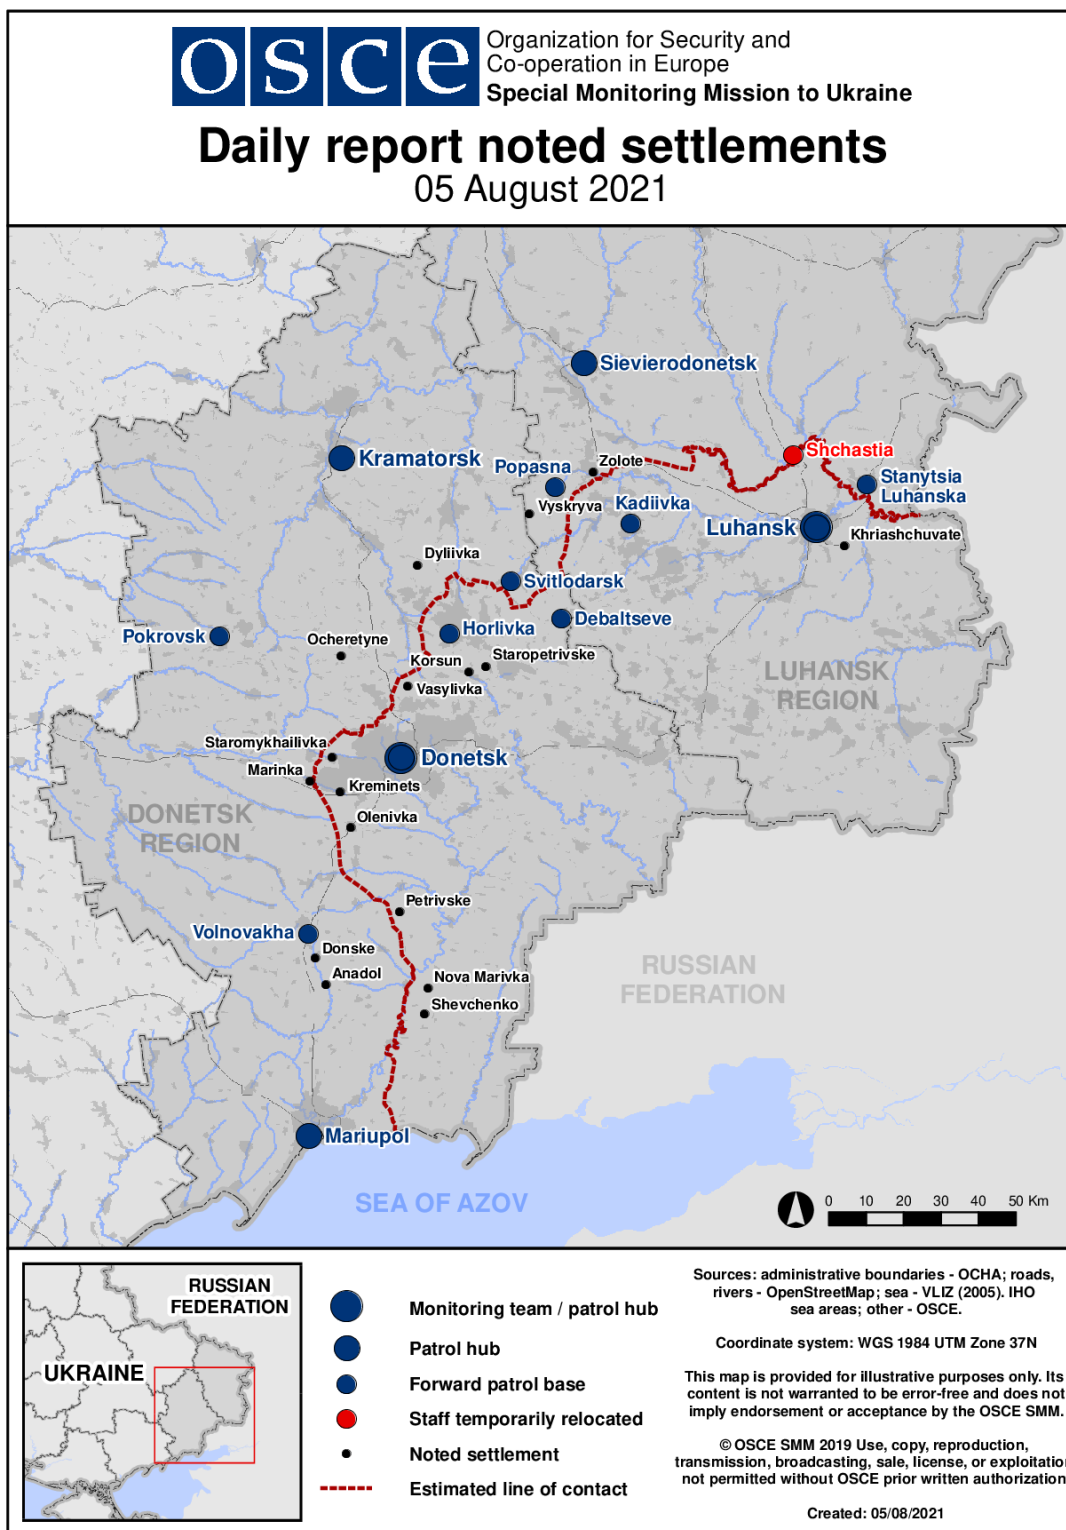 osce
Organization for Security and
Co-operation in Europe
Special Monitoring Mission to Ukraine
Daily report noted settlements
05 August 2021
Sievierodonetsk
Kramatorsk
Shchastia
Zolote
Popasna
Stanytsia
Luhanska
Vyskryva
Kadiivka
Luhansk
Khriashchuvate
Dyliivka
Svitlodarsk
Debaltseve
Horlivka
Pokrovsk
Ocheretyne
Korsun
Staropetrivske
Vasylivka
LUHANSK
REGION
Staromykhailivka
Donetsk
Marinka
Kreminets
DONETSK
REGION
Olenivka
Petrivske
Volnovakha
Donske
Anadol
Nova Marivka
Shevchenko
RUSSIAN
FEDERATION
Mariupol
SEA OF AZOV
0 10 20 30 40 50 Km
RUSSIAN
FEDERATION
UKRAINE
Monitoring team / patrol hub
Patrol hub
Forward patrol base
Staff temporarily relocated
Noted settlement
Estimated line of contact
Sources: administrative boundaries - OCHA; roads,
rivers - OpenStreetMap; sea - VLIZ (2005). IHO
sea areas; other - OSCE.
Coordinate system: WGS 1984 UTM Zone 37N
This map is provided for illustrative purposes only. Its
content is not warranted to be error-free and does not
imply endorsement or acceptance by the OSCE SMM.
© OSCE SMM 2019 Use, copy, reproduction,
transmission, broadcasting, sale, license, or exploitation
not permitted without OSCE prior written authorization
Created: 05/08/2021